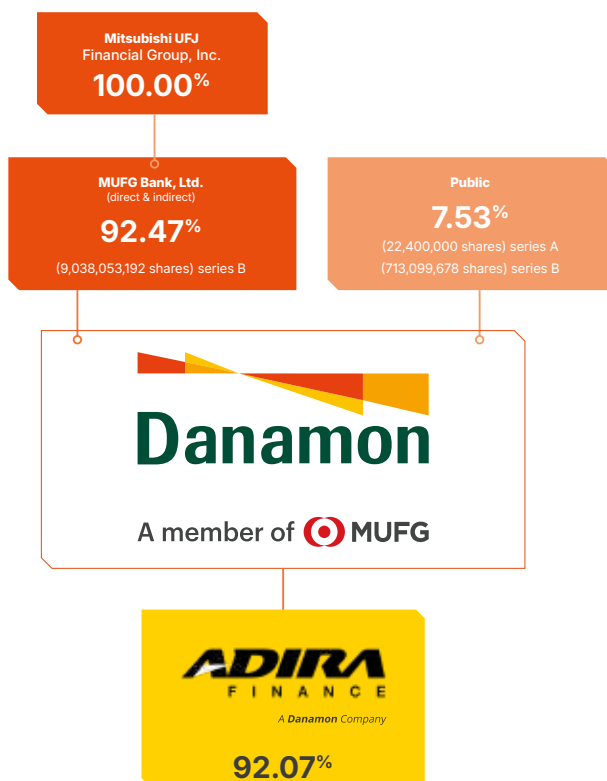 Mitsubishi UFJ
Financial Group, Inc.
100.00%
MUFG Bank, Ltd.
(direct & indirect)
92.47%
(9,038,053,192 shares) series B
Public
7.53%
(22,400,000 shares) series A
(713,099,678 shares) series B
Danamon
A member of MUFG
ADIRA
FINANCE
A Danamon Company
92.07%